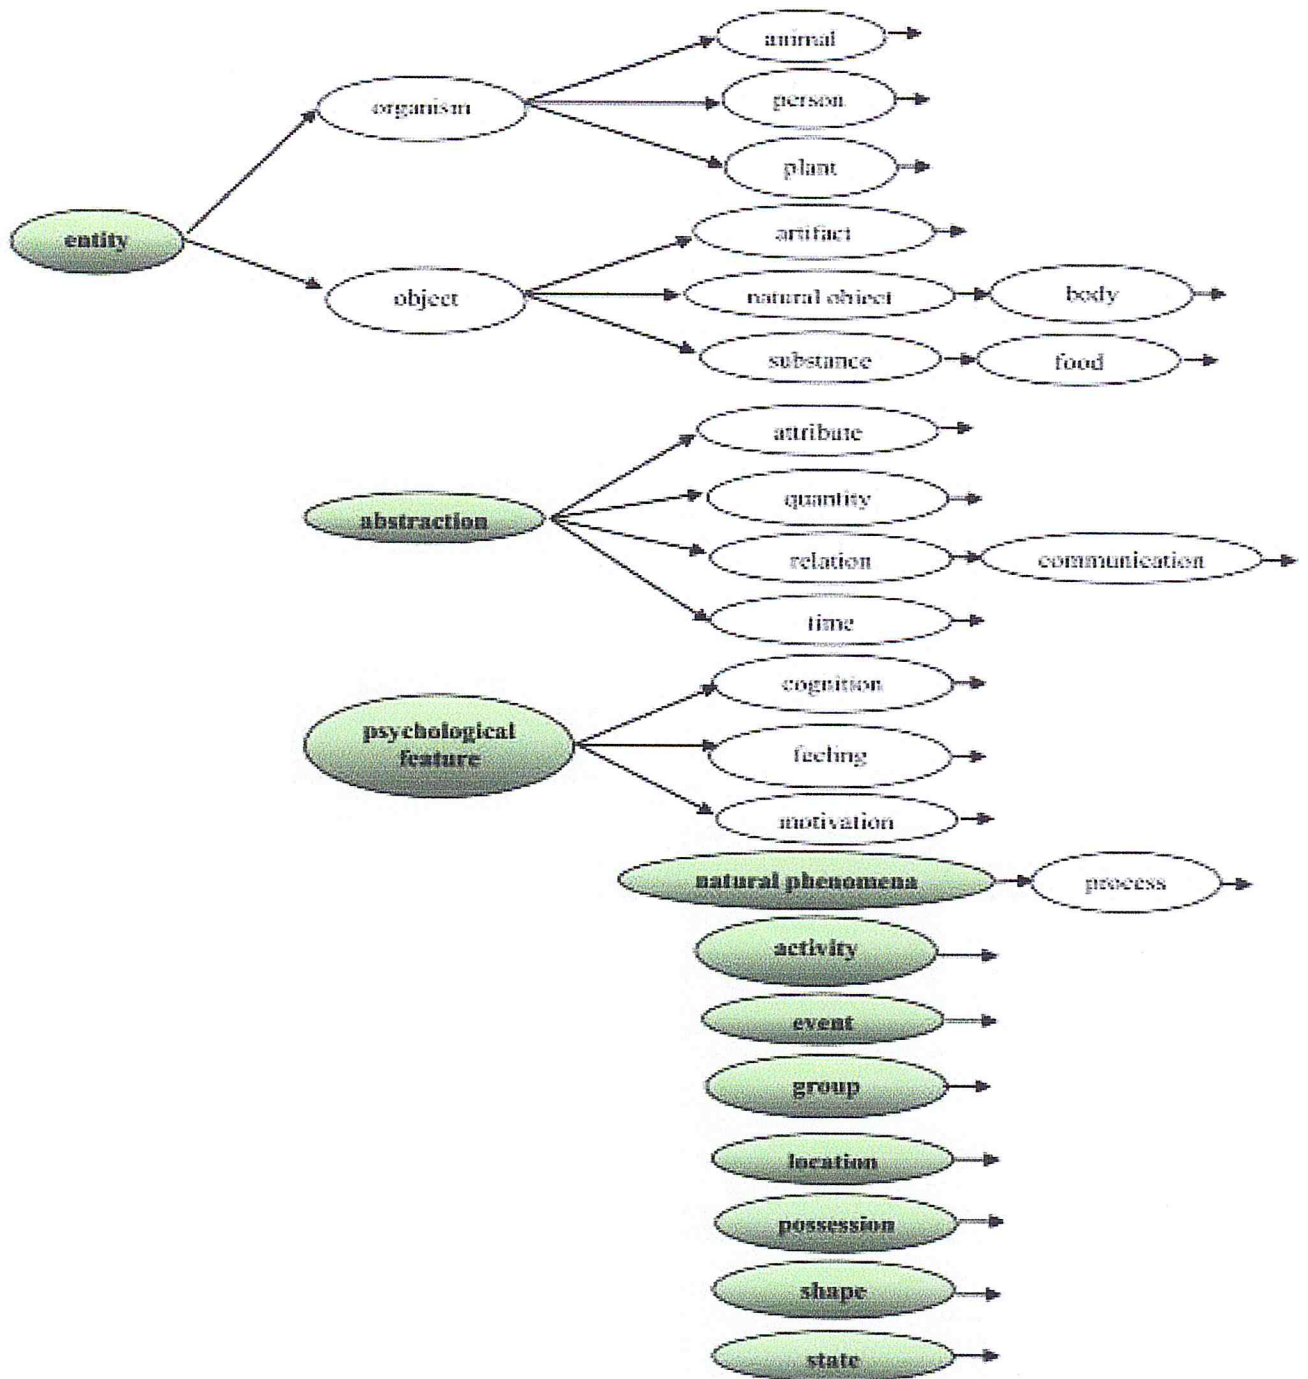 animal
organism
person
plant
entity
artifact
object
natural object
body
substance
food
attribute
quantity
abstraction
relation
communication
time
cognition
psychological
feature
feeling
motivation
natural phenomena
process
activity
event
group
location
possession
shape
state